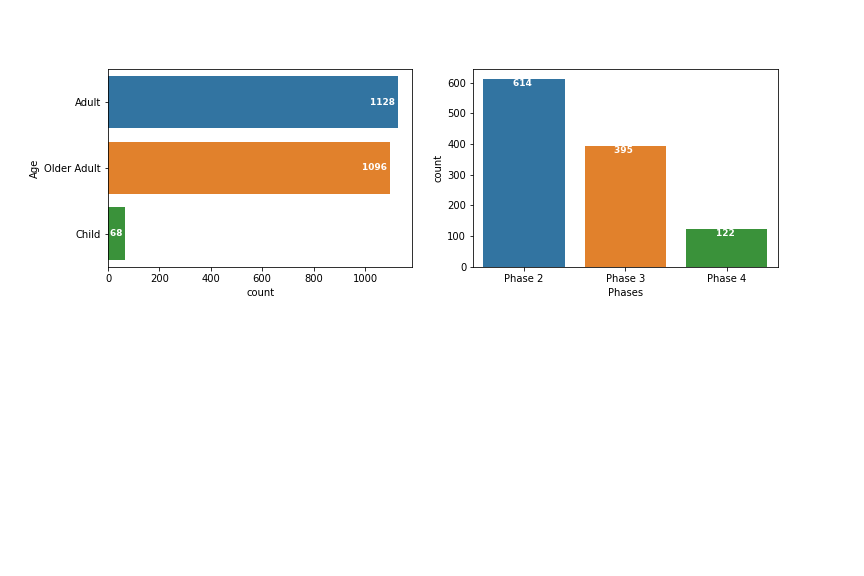 Age
Adult
1128
Older Adult
1096
Child
68
0 200 400 600 800 1000
count
count
600
500
400
300
200
100
0
614
395
122
Phase 2 Phase 3 Phase 4
Phases